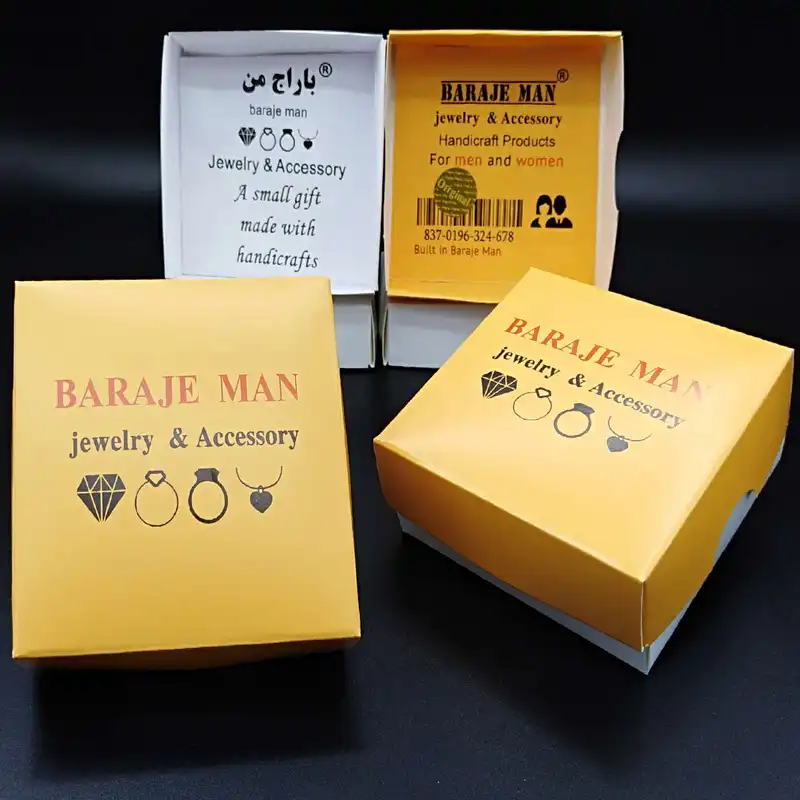 باراج من®
baraje man
Jewelry & Accessory
A small gift
made with
handicrafts
BARAJE MAN®
jewelry & Accessory
Handicraft Products
For men and women
Original
837-0196-324-678
Built in Baraje Man
BARAJE MAN
jewelry & Accessory
BARAJE MAN
jewelry & Accessory